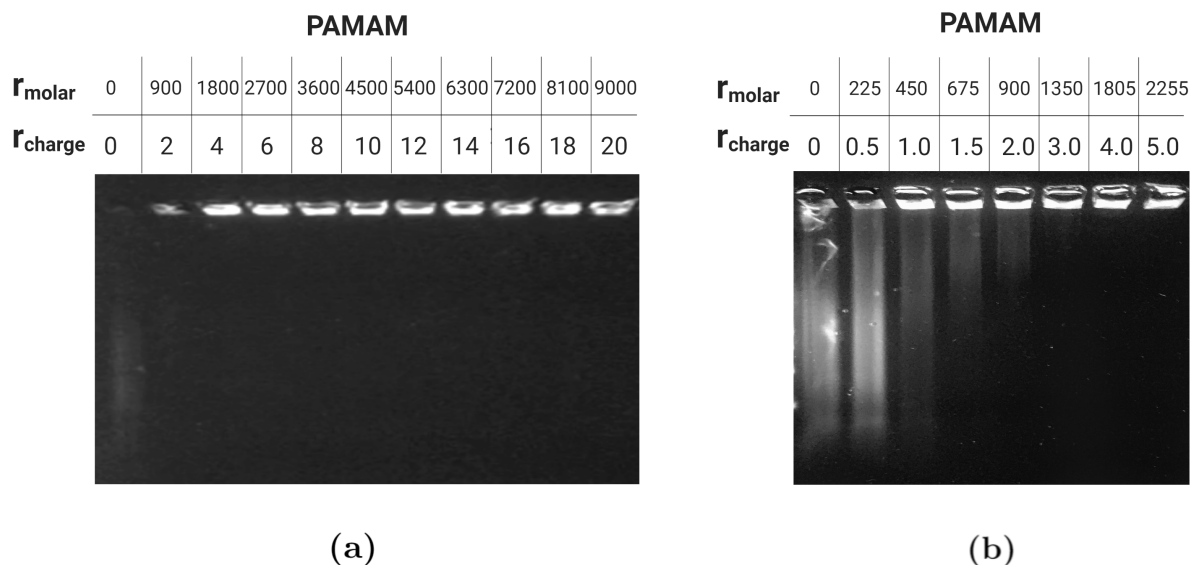 PAMAM
r molar 0 900 1800 2700 3600 4500 5400 6300 7200 8100 9000
r charge 0 2 4 6 8 10 12 14 16 18 20
(a)
PAMAM
r molar 0 225 450 675 900 1350 1805 2255
r charge 0 0.5 1.0 1.5 2.0 3.0 4.0 5.0
(b)